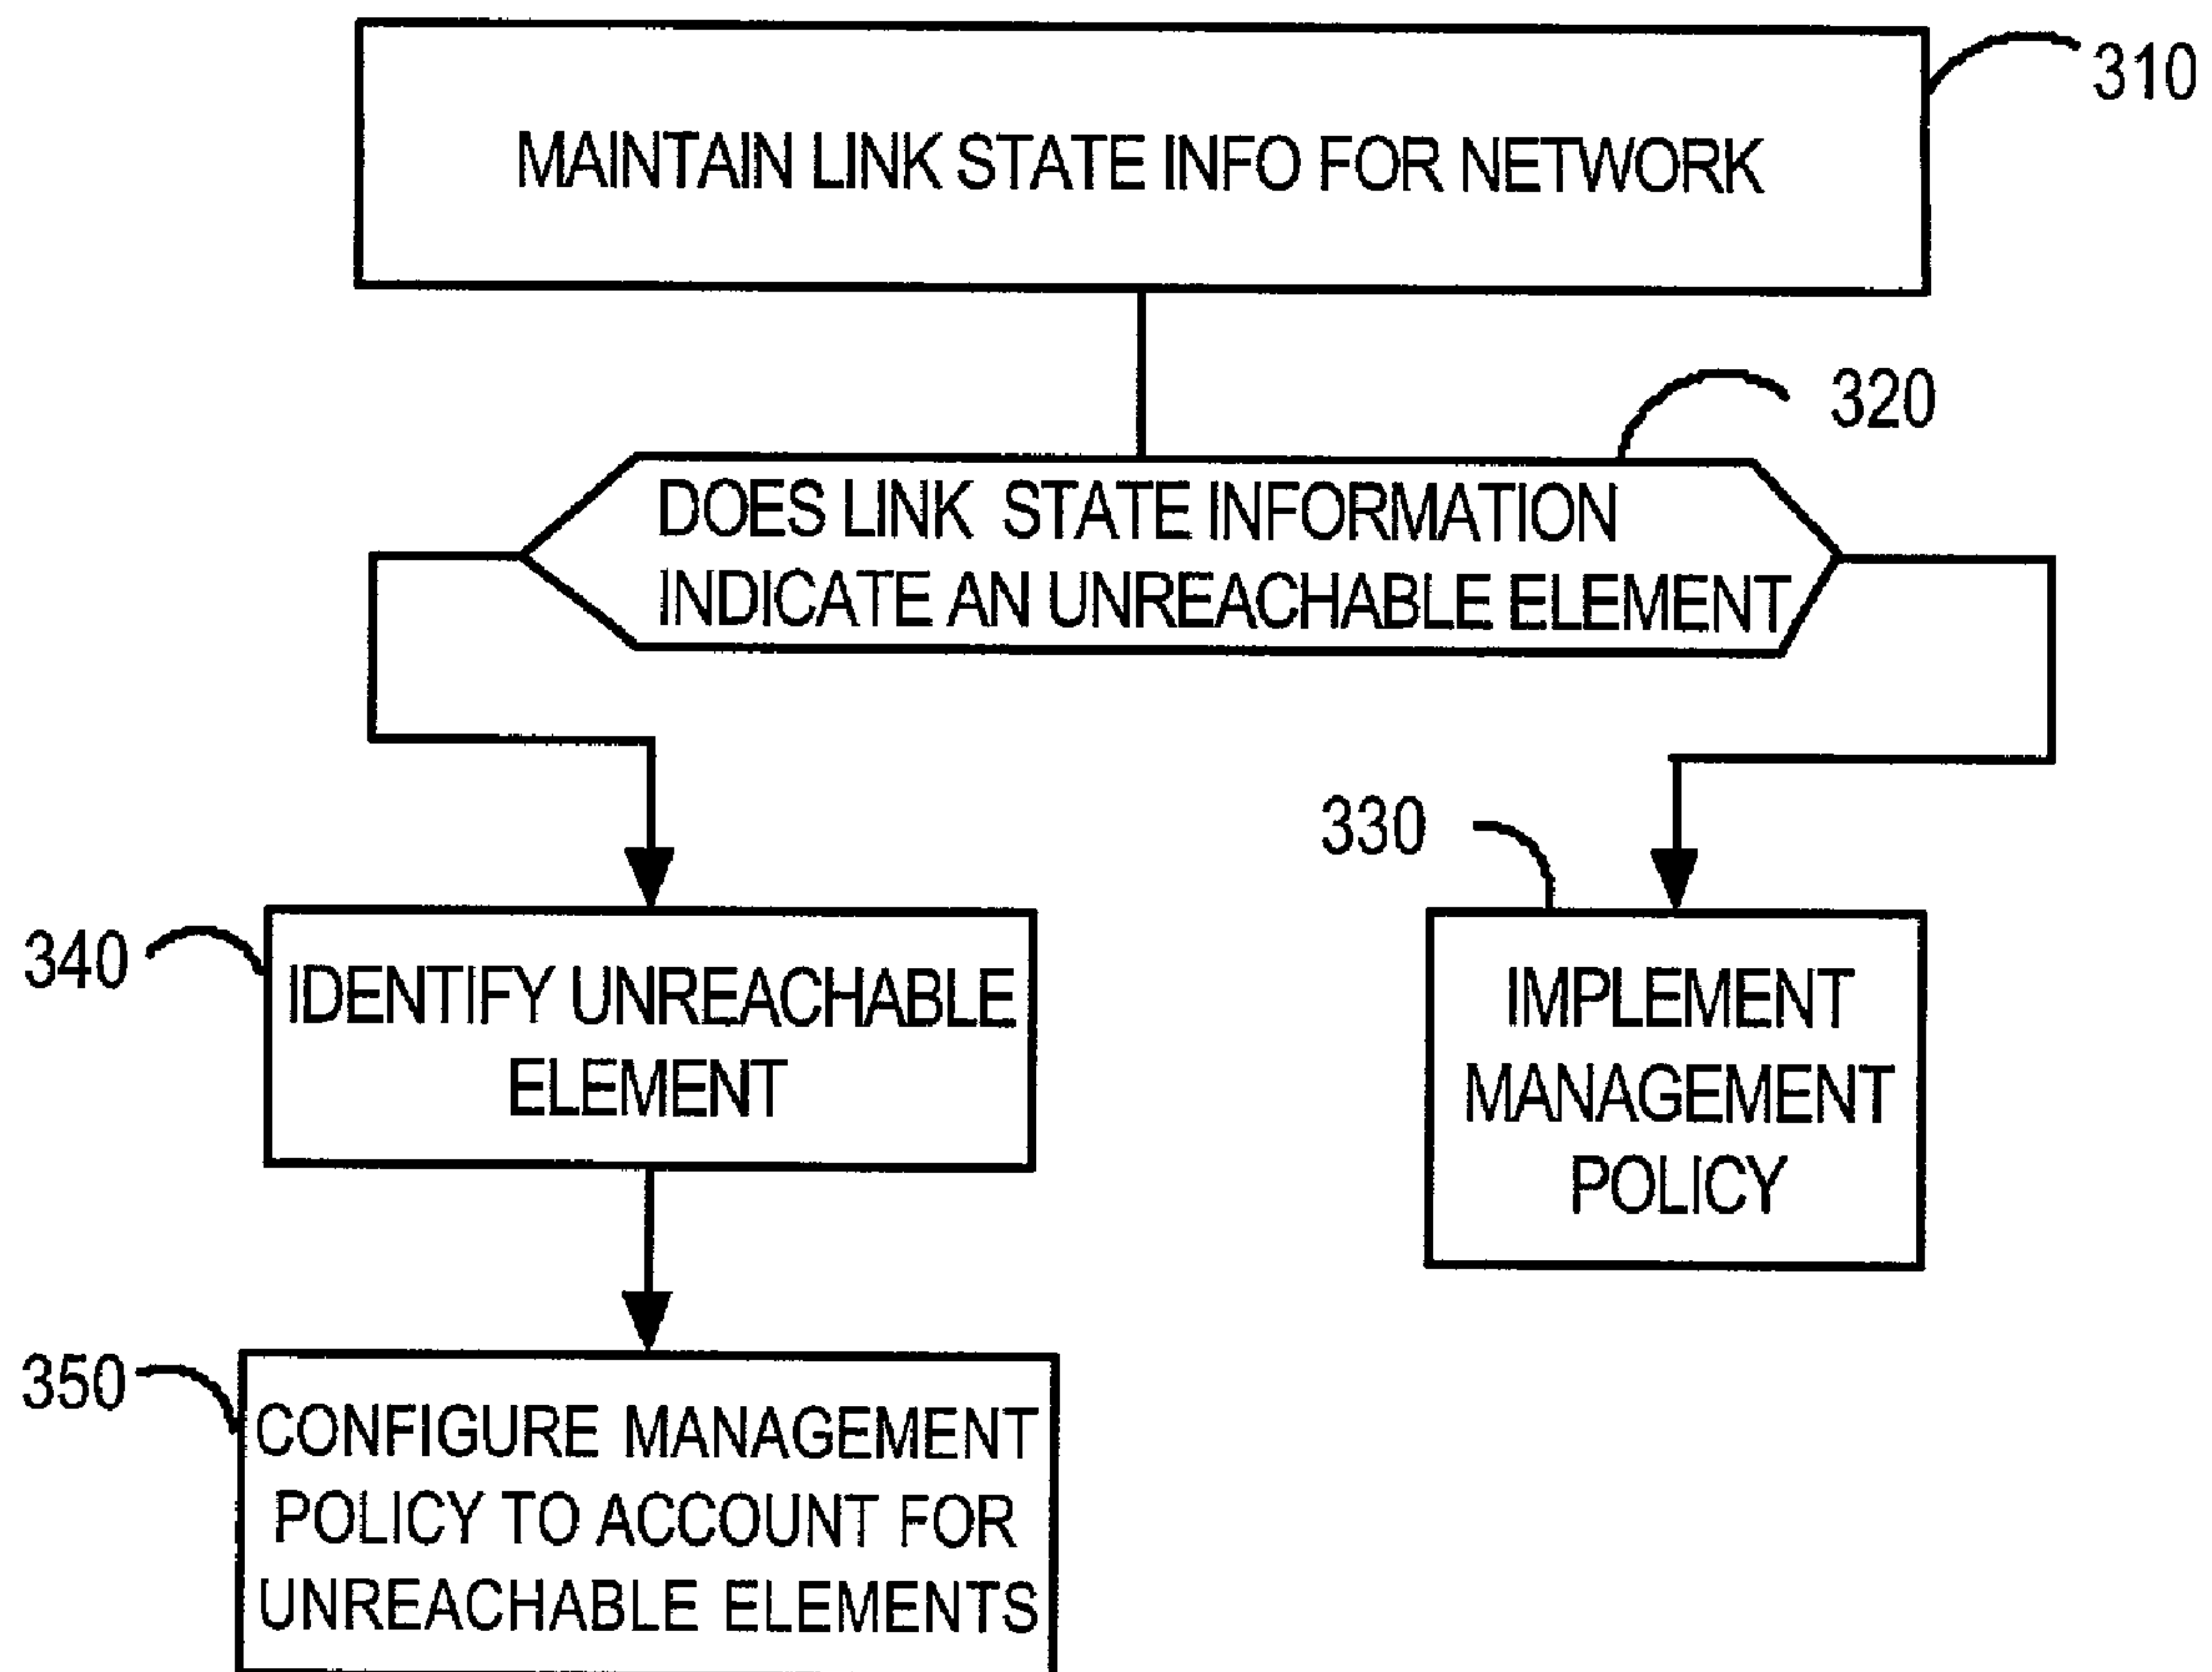 310
MAINTAIN LINK STATE INFO FOR NETWORK
320
DOES LINK STATE INFORMATION
INDICATE AN UNREACHABLE ELEMENT
330
340
IDENTIFY UNREACHABLE
ELEMENT
IMPLEMENT
MANAGEMENT
POLICY
350
CONFIGURE MANAGEMENT
POLICY TO ACCOUNT FOR
UNREACHABLE ELEMENTS